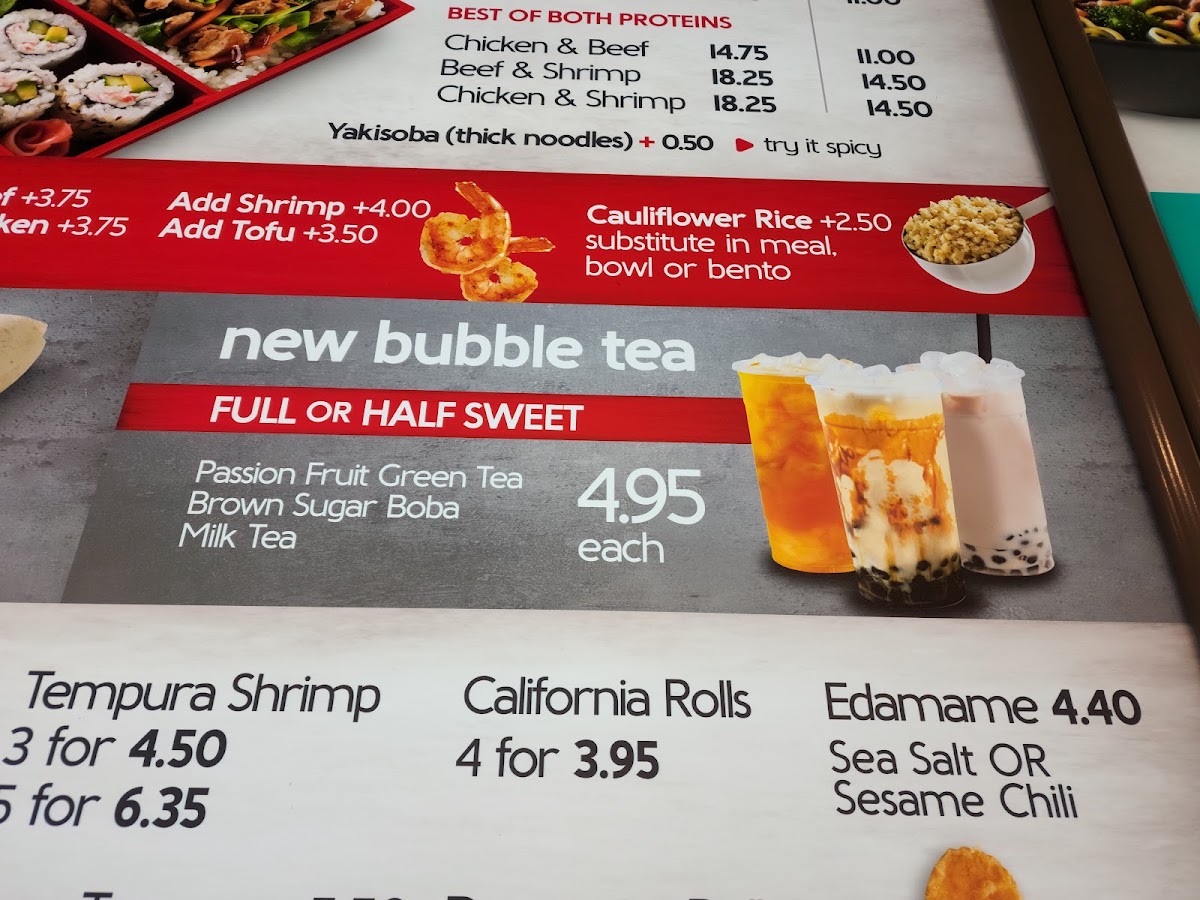 BEST OF BOTH PROTEINS
Chicken & Beef 14.75 11.00
Beef & Shrimp 18.25 14.50
Chicken & Shrimp 18.25 14.50
Yakisoba (thick noodles) + 0.50 try it spicy
+3.75
+3.75
Add Shrimp +4.00
Add Tofu +3.50
Cauliflower Rice +2.50
substitute in meal,
bowl or bento
new bubble tea
FULL OR HALF SWEET
Passion Fruit Green Tea
Brown Sugar Boba
Milk Tea
4.95
each
Tempura Shrimp
3 for 4.50
5 for 6.35
California Rolls
4 for 3.95
Edamame 4.40
Sea Salt OR
Sesame Chili